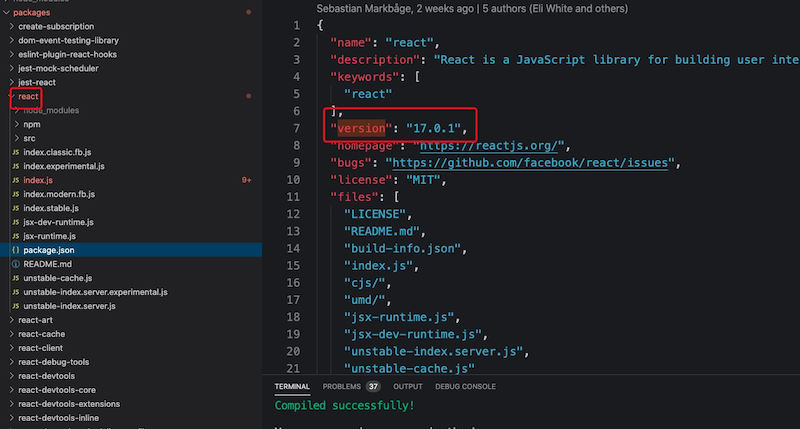 packages
create-subscription
dom-event-testing-library
eslint-plugin-react-hooks
jest-mock-scheduler
jest-react
react
node_modules
npm
src
index.classic.fb.js
JS index.experimental.js
JS index.js 9+
JS index.modern.fb.js
JS index.stable.js
JS jsx-dev-runtime.js
JS jsx-runtime.js
{} package.json
README.md
JS unstable-cache.js
JS unstable-index.server.experimental.js
JS unstable-index.server.js
react-art
react-cache
react-client
react-debug-tools
react-devtools
react-devtools-core
react-devtools-extensions
react-devtools-inline
Sebastian Markbåge, 2 weeks ago | 5 authors (Eli White and others)
1 {
2 "name": "react",
3 "description": "React is a JavaScript library for building user inte
4 "keywords": [
5 "react"
6 ],
7 "version": "17.0.1",
8 "homepage": "https://reactjs.org/",
9 "bugs": "https://github.com/facebook/react/issues",
10 "license": "MIT",
11 "files": [
12 "LICENSE",
13 "README.md",
14 "build-info.json",
15 "index.js",
16 "cjs/",
17 "umd/",
18 "jsx-runtime.js",
19 "jsx-dev-runtime.js",
20 "unstable-index.server.js",
21 "unstable-cache.js"
TERMINAL PROBLEMS 37 OUTPUT DEBUG CONSOLE
Compiled successfully!